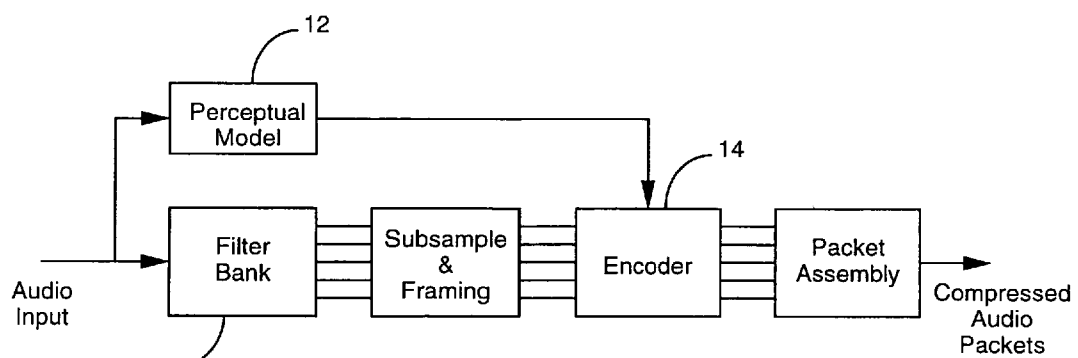 12
Perceptual
Model
14
Filter
Bank
Subsample
&
Framing
Encoder
Packet
Assembly
Audio
Input
Compressed
Audio
Packets